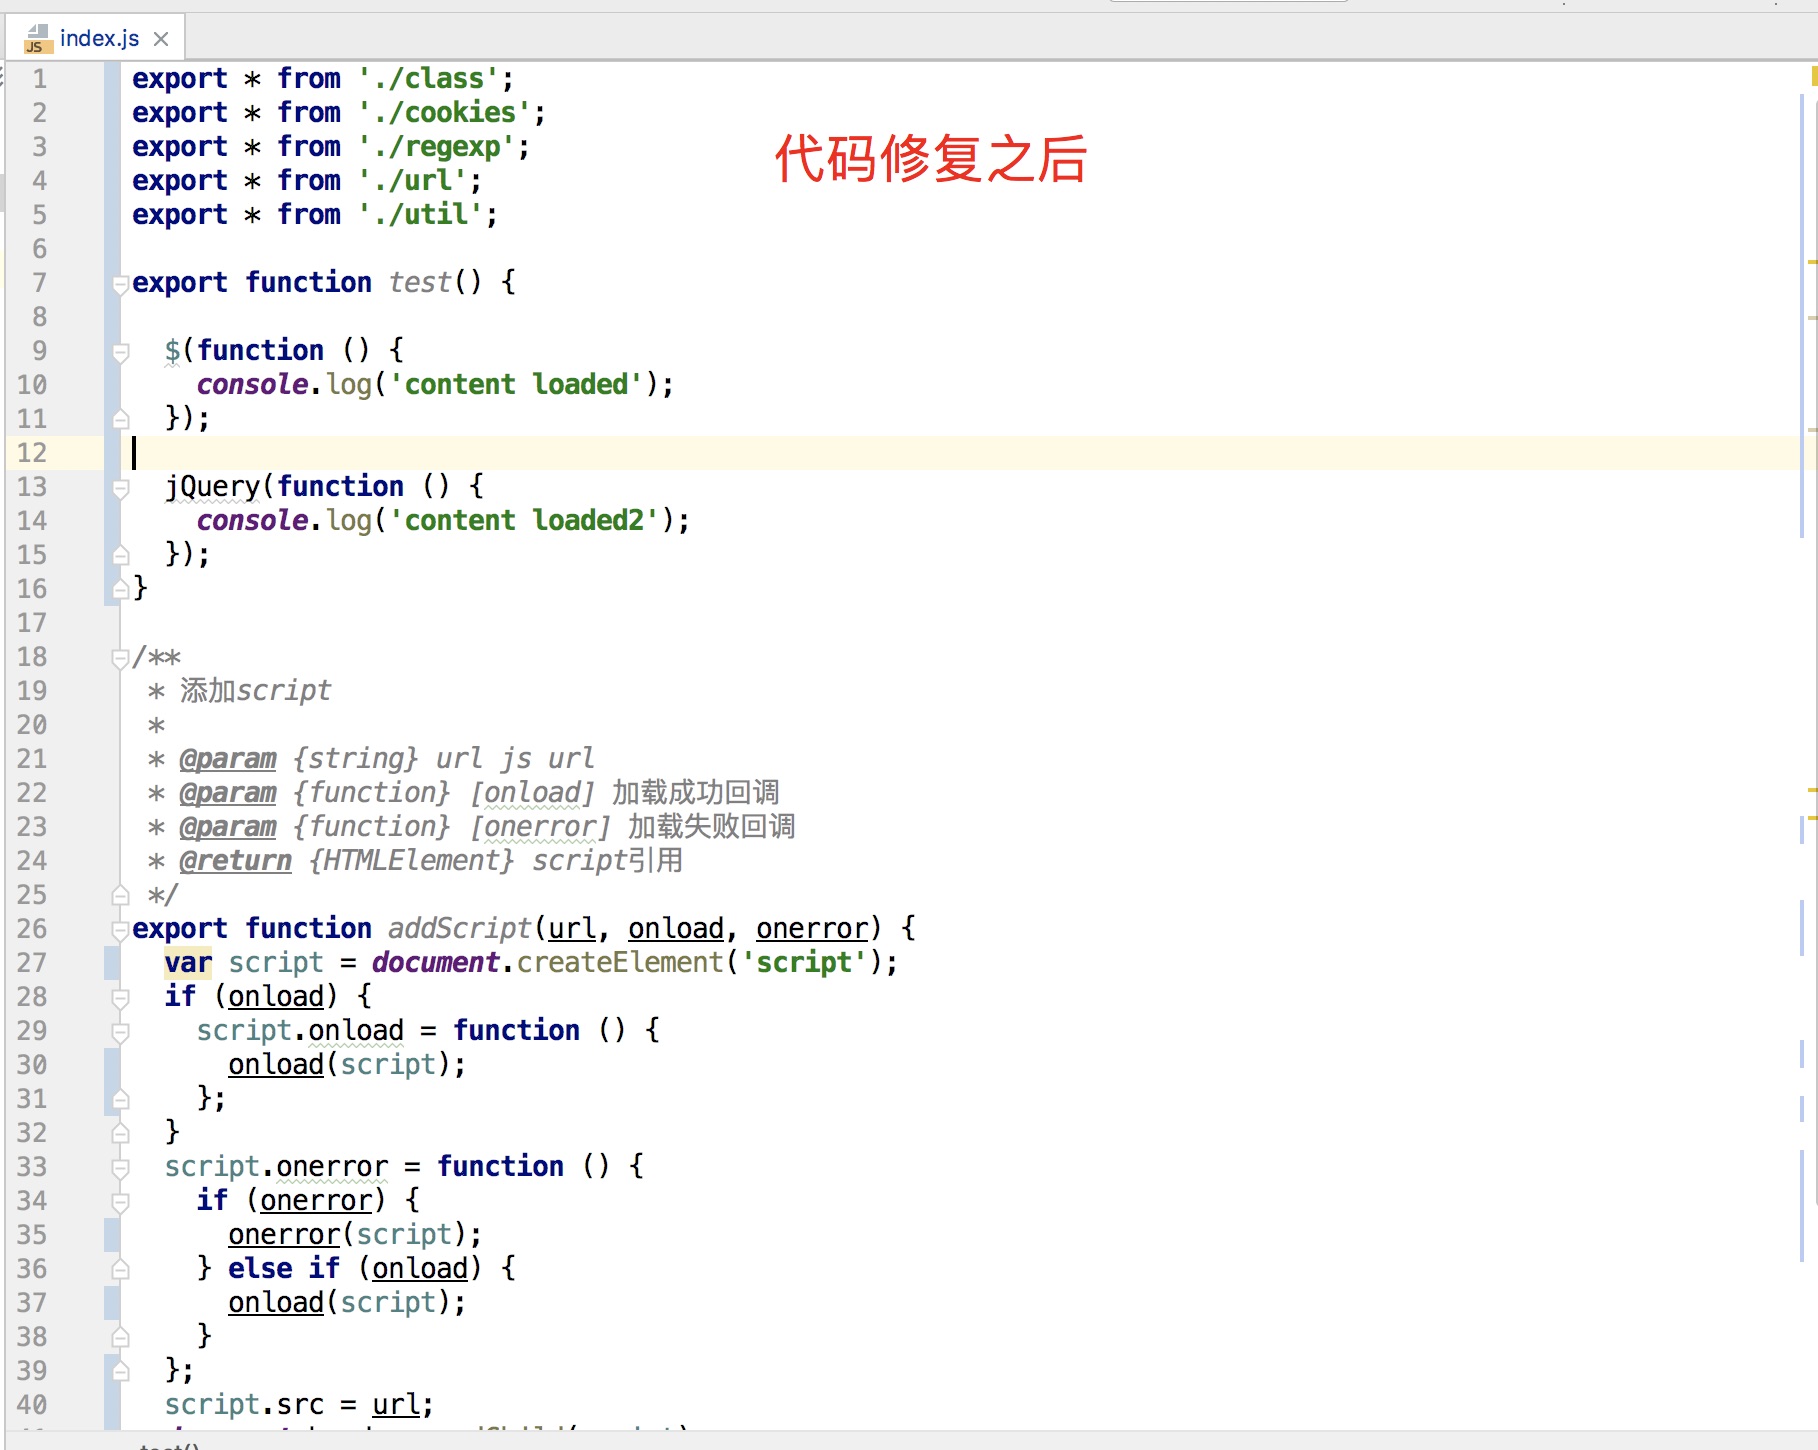 index.js
1 export * from './class';
2 export * from './cookies';
3 export * from './regexp';
代码修复之后
4 export * from './url';
5 export * from './util';
6
7 export function test() {
8
9   $(function () {
10     console.log('content loaded');
11   });
12
13   jQuery(function () {
14     console.log('content loaded2');
15   });
16 }
17
18 /**
19  * 添加script
20  *
21  * @param {string} url js url
22  * @param {function} [onload] 加载成功回调
23  * @param {function} [onerror] 加载失败回调
24  * @return {HTMLElement} script引用
25  */
26 export function addScript(url, onload, onerror) {
27   var script = document.createElement('script');
28   if (onload) {
29     script.onload = function () {
30       onload(script);
31     };
32   }
33   script.onerror = function () {
34     if (onerror) {
35       onerror(script);
36     } else if (onload) {
37       onload(script);
38     }
39   };
40   script.src = url;